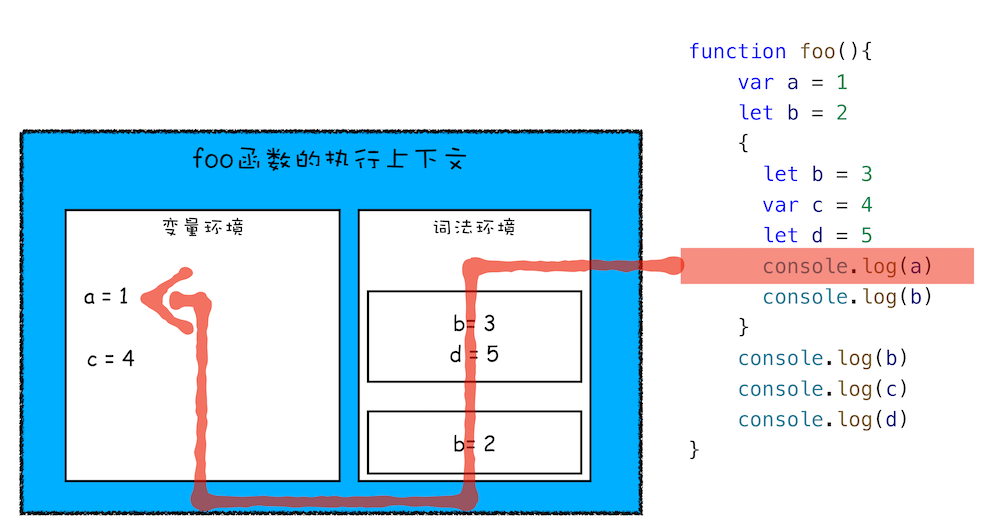 foo函数的执行上下文
变量环境
a = 1
c = 4
词法环境
b= 3
d = 5
b= 2
function foo(){
    var a = 1
    let b = 2
    {
      let b = 3
      var c = 4
      let d = 5
      console.log(a)
      console.log(b)
    }
    console.log(b)
    console.log(c)
    console.log(d)
}